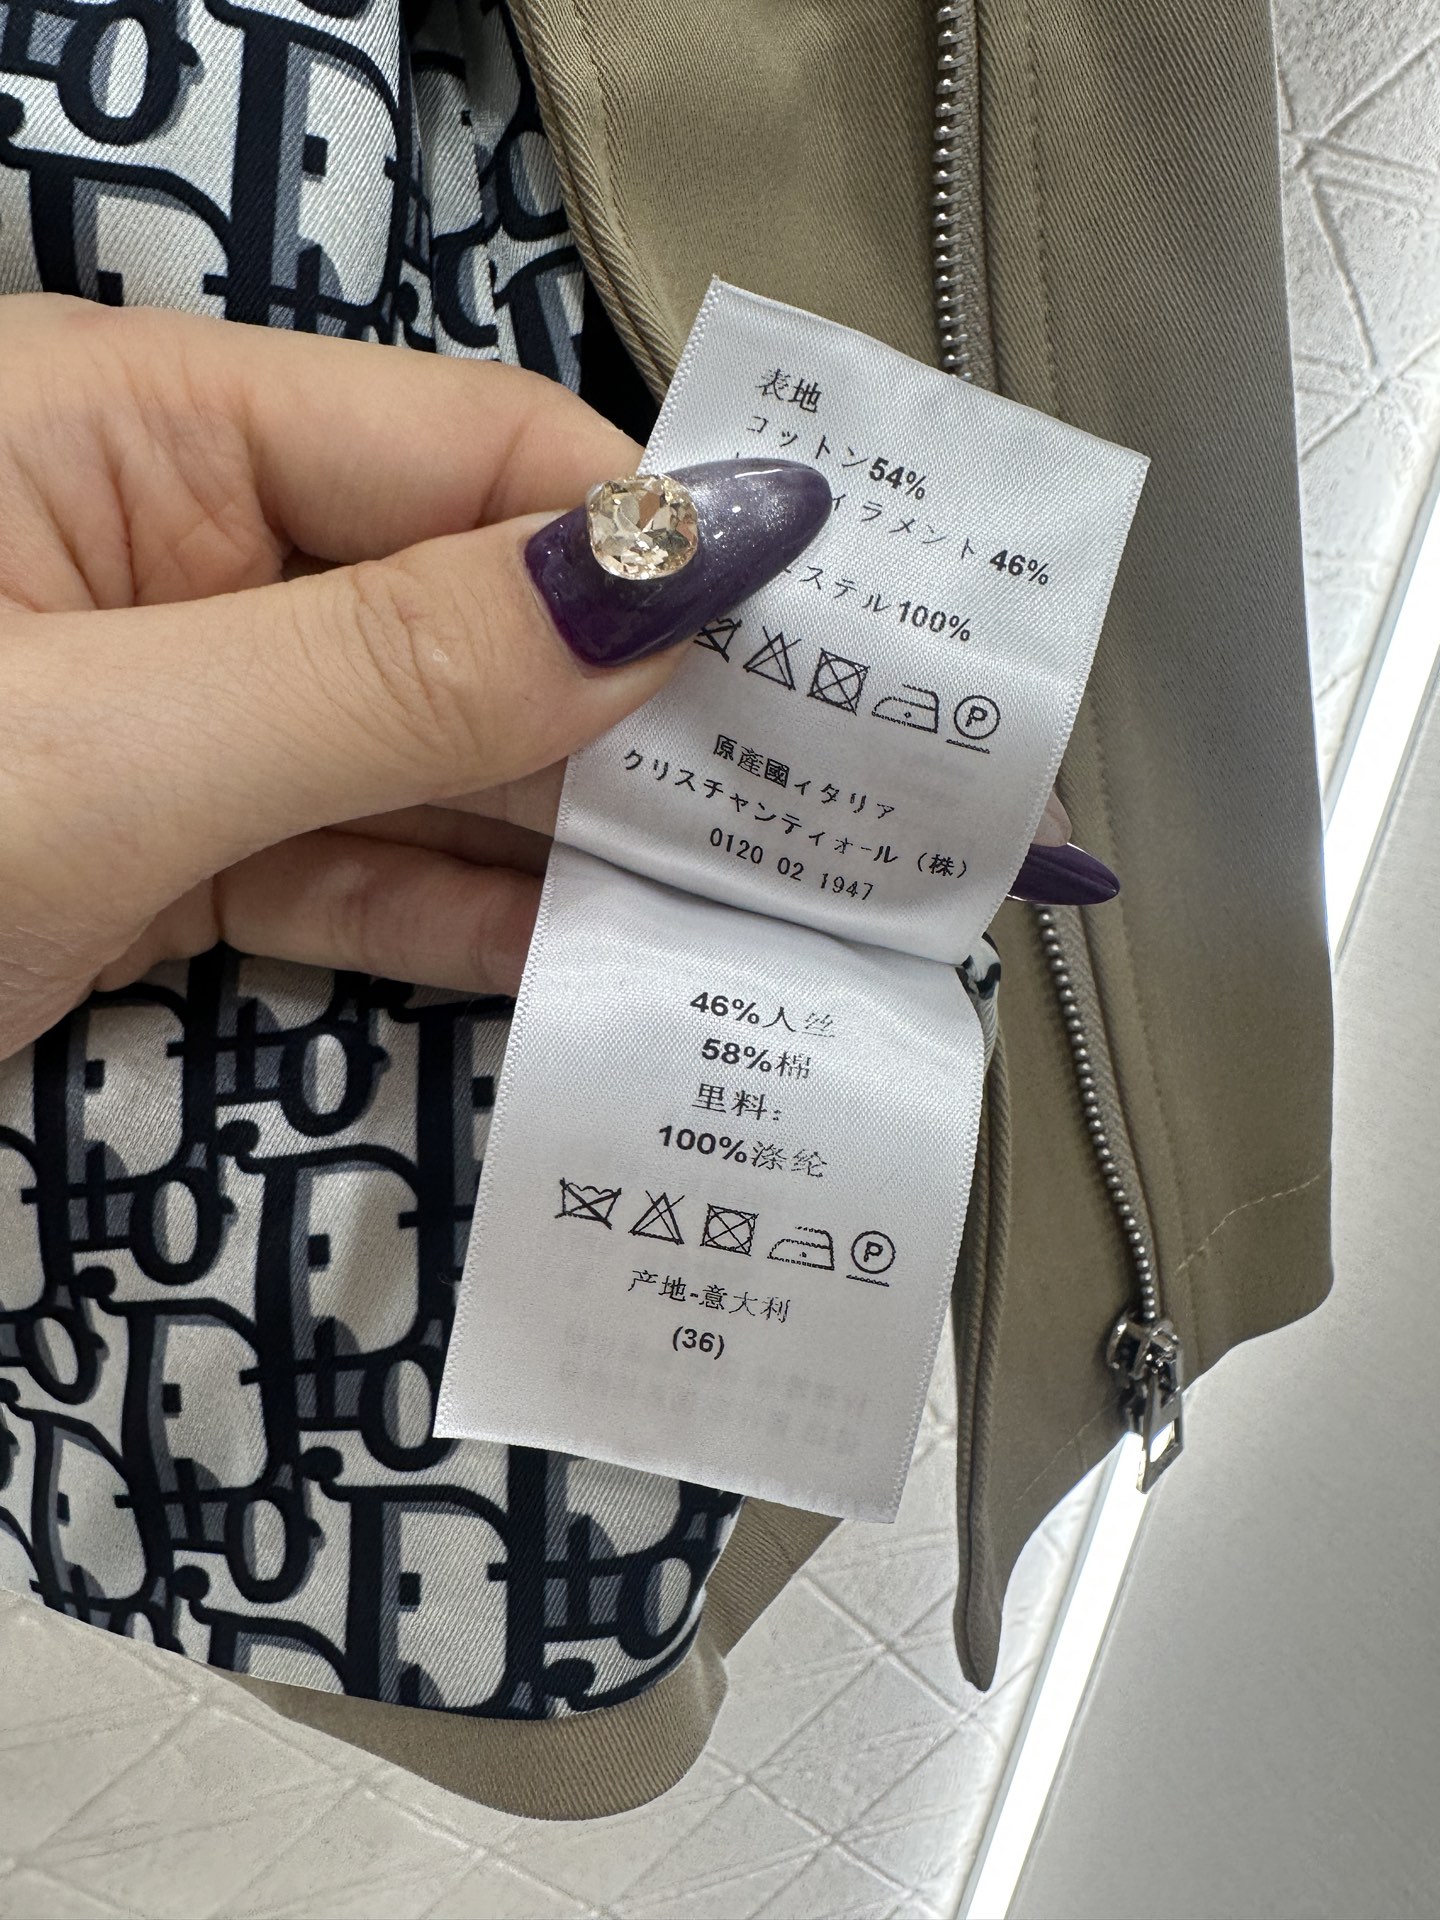 表地
コットン54%
イラメント 46%
ステル100%
P
原産國イタリア
クリスチャンティオール（株）
0120 02 1947
46%人丝
58%棉
里料:
100%涤纶
P
产地-意大利
(36)